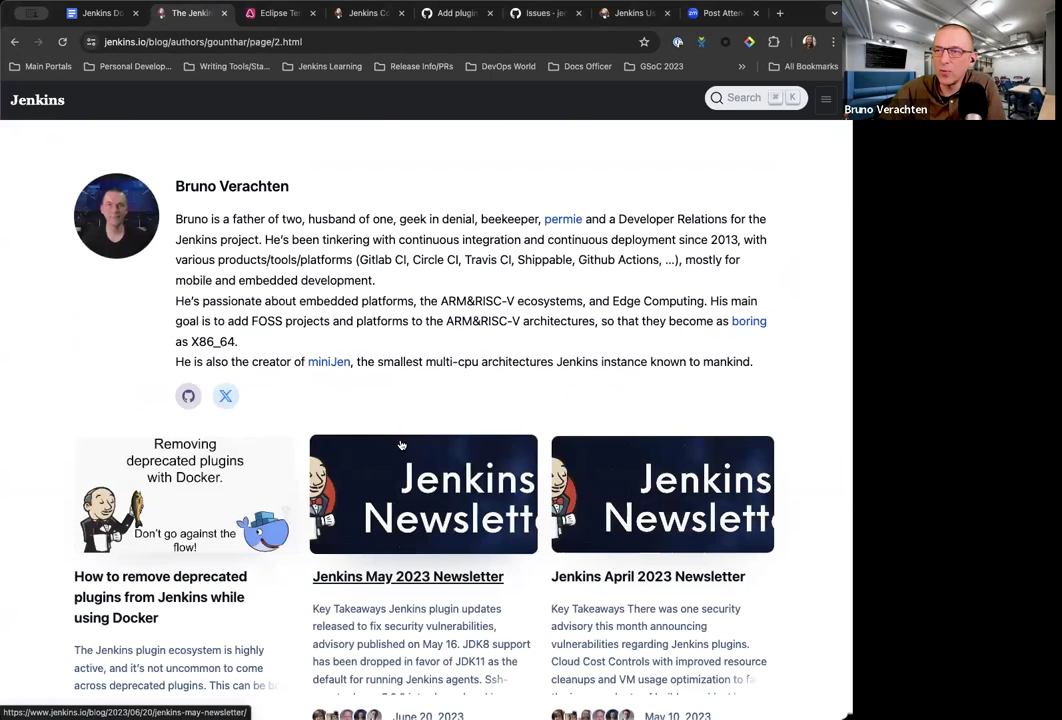 Jenkins Do
The Jenkin
Eclipse Te
Jenkins Co
Add plugin
Issues · je
Jenkins Us
Post Atten
jenkins.io/blog/authors/gounthar/page/2.html
Main Portals
Personal Develop...
Writing Tools/Sta...
Jenkins Learning
Release Info/PRs
DevOps World
Docs Officer
GSoC 2023
All Bookmarks
Bruno Verachten
Jenkins
Search
K
Bruno Verachten
Bruno is a father of two, husband of one, geek in denial, beekeeper, permie and a Developer Relations for the
Jenkins project. He's been tinkering with continuous integration and continuous deployment since 2013, with
various products/tools/platforms (Gitlab CI, Circle CI, Travis CI, Shippable, Github Actions, ...), mostly for
mobile and embedded development.
He's passionate about embedded platforms, the ARM&RISC-V ecosystems, and Edge Computing. His main
goal is to add FOSS projects and platforms to the ARM&RISC-V architectures, so that they become as boring
as X86_64.
He is also the creator of miniJen, the smallest multi-cpu architectures Jenkins instance known to mankind.
Removing
deprecated plugins
with Docker.
Don't go against the
flow!
Jenkins
Newslett
Jenkins
Newslett
How to remove deprecated
plugins from Jenkins while
using Docker
The Jenkins plugin ecosystem is highly
active, and it's not uncommon to come
across deprecated plugins. This can be
Jenkins May 2023 Newsletter
Key Takeaways Jenkins plugin updates
released to fix security vulnerabilities,
advisory published on May 16. JDK8 support
has been dropped in favor of JDK11 as the
default for running Jenkins agents. Ssh-
June 20, 2023
Jenkins April 2023 Newsletter
Key Takeaways There was one security
advisory this month announcing
vulnerabilities regarding Jenkins plugins.
Cloud Cost Controls with improved resource
cleanups and VM usage optimization to
May 10, 2023
https://www.jenkins.io/blog/2023/06/20/jenkins-may-newsletter/